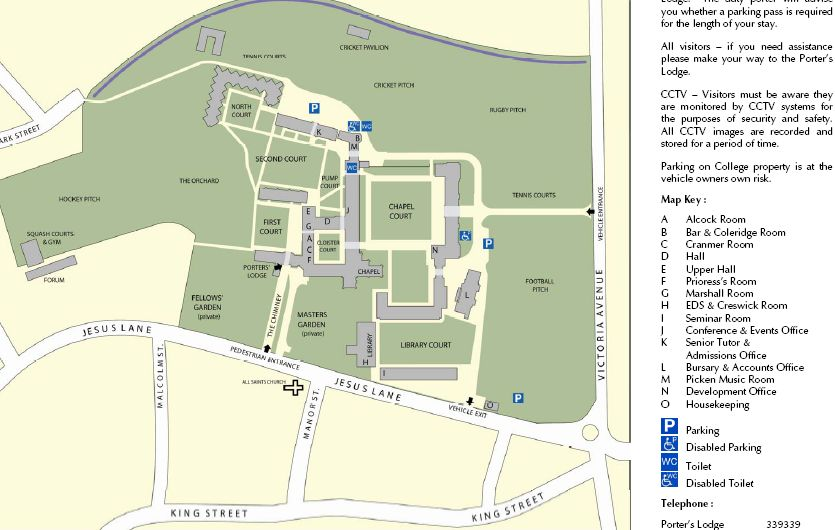 you whether a parking pass is required
for the length of your stay.
All visitors – if you need assistance
please make your way to the Porter's
Lodge.
CCTV – Visitors must be aware they
are monitored by CCTV systems for
the purposes of security and safety.
All CCTV images are recorded and
stored for a period of time.
Parking on College property is at the
vehicle owners own risk.
Map Key :
A Alcock Room
B Bar & Coleridge Room
C Cranmer Room
D Hall
E Upper Hall
F Prioress's Room
G Marshall Room
H EDS & Creswick Room
I Seminar Room
J Conference & Events Office
K Senior Tutor &
Admissions Office
L Bursary & Accounts Office
M Picken Music Room
N Development Office
O Housekeeping
P Parking
Disabled Parking
WC Toilet
WC Disabled Toilet
Telephone :
Porter's Lodge 339339
TENNIS COURTS
CRICKET PAVILION
CRICKET PITCH
RUGBY PITCH
NORTH
COURT
P
K
WC
WC
B
M
WC
ARK STREET
SECOND COURT
THE ORCHARD
PUMP
COURT
HOCKEY PITCH
TENNIS COURTS
VEHICLE ENTRANCE
CHAPEL
COURT
FIRST
COURT
E
D
G
J
A
C
F
CLOISTER
COURT
SQUASH COURTS
& GYM
FORUM
N
P
PORTERS'
LODGE
CHAPEL
FOOTBALL
PITCH
L
FELLOWS'
GARDEN
(private)
THE CHIMNEY
MASTERS
GARDEN
(private)
VICTORIA AVENUE
JESUS LANE
LIBRARY
H
LIBRARY COURT
I
PEDESTRIAN ENTRANCE
ALL SAINTS CHURCH
JESUS LANE
P
O
VEHICLE EXIT
MALCOLM ST.
MANOR ST.
KING STREET
KING STREET